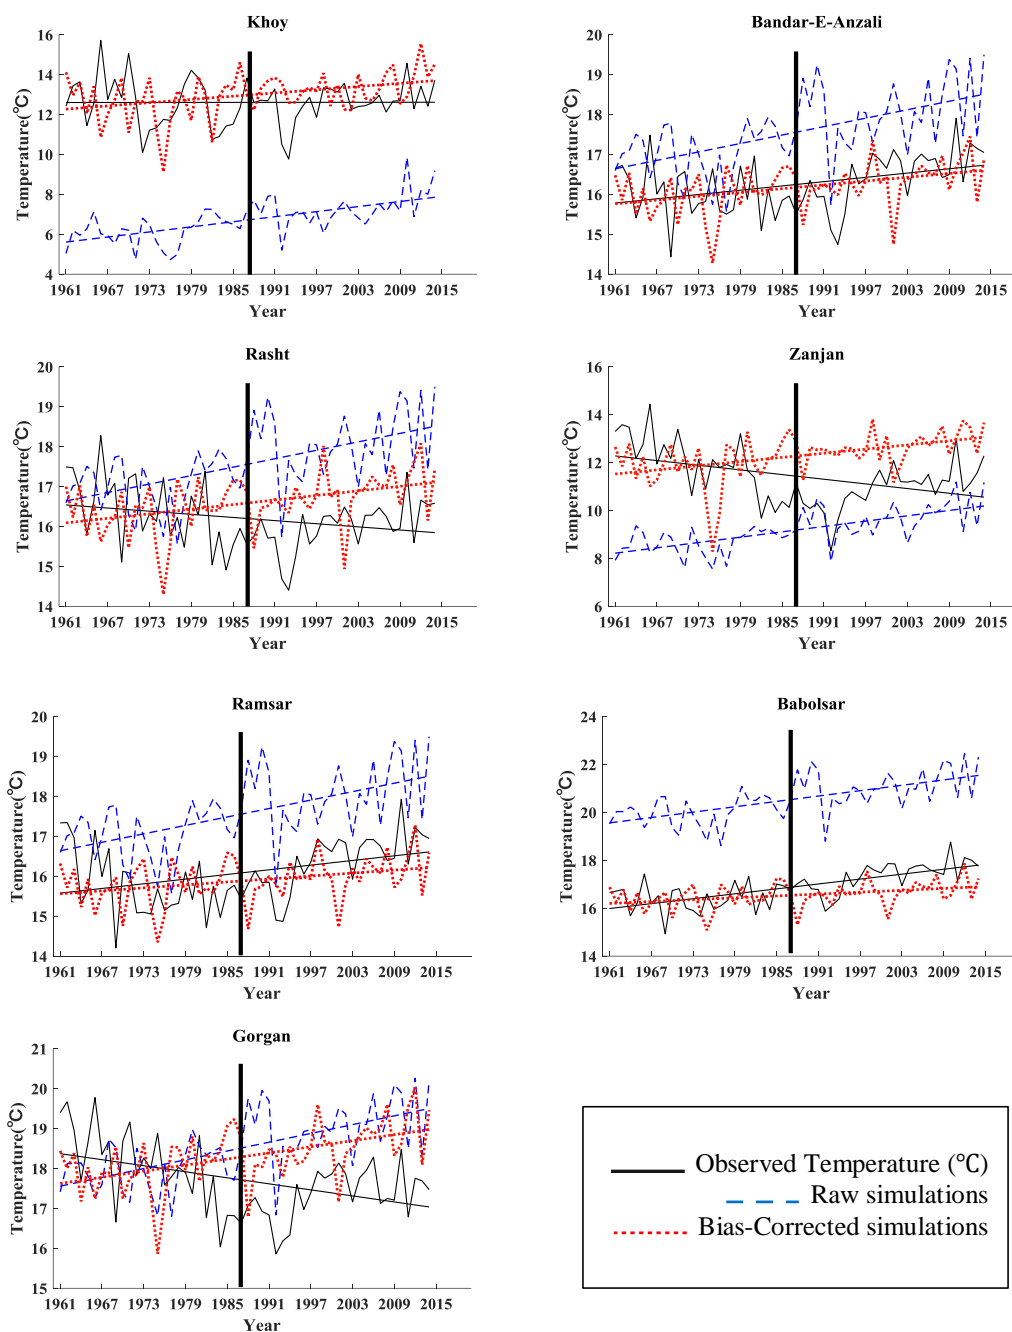 Khoy
Temperature(℃)
16
14
12
10
8
6
4
1961 1967 1973 1979 1985 1991 1997 2003 2009 2015
Year
Bandar-E-Anzali
Temperature(℃)
20
19
18
17
16
15
14
1961 1967 1973 1979 1985 1991 1997 2003 2009 2015
Year
Rasht
Temperature(℃)
20
19
18
17
16
15
14
1961 1967 1973 1979 1985 1991 1997 2003 2009 2015
Year
Zanjan
Temperature(℃)
16
14
12
10
8
6
1961 1967 1973 1979 1985 1991 1997 2003 2009 2015
Year
Ramsar
Temperature(℃)
20
19
18
17
16
15
14
1961 1967 1973 1979 1985 1991 1997 2003 2009 2015
Year
Babolsar
Temperature(℃)
24
22
20
18
16
14
1961 1967 1973 1979 1985 1991 1997 2003 2009 2015
Year
Gorgan
Temperature(℃)
21
20
19
18
17
16
15
1961 1967 1973 1979 1985 1991 1997 2003 2009 2015
Year
Observed Temperature (℃)
Raw simulations
Bias-Corrected simulations